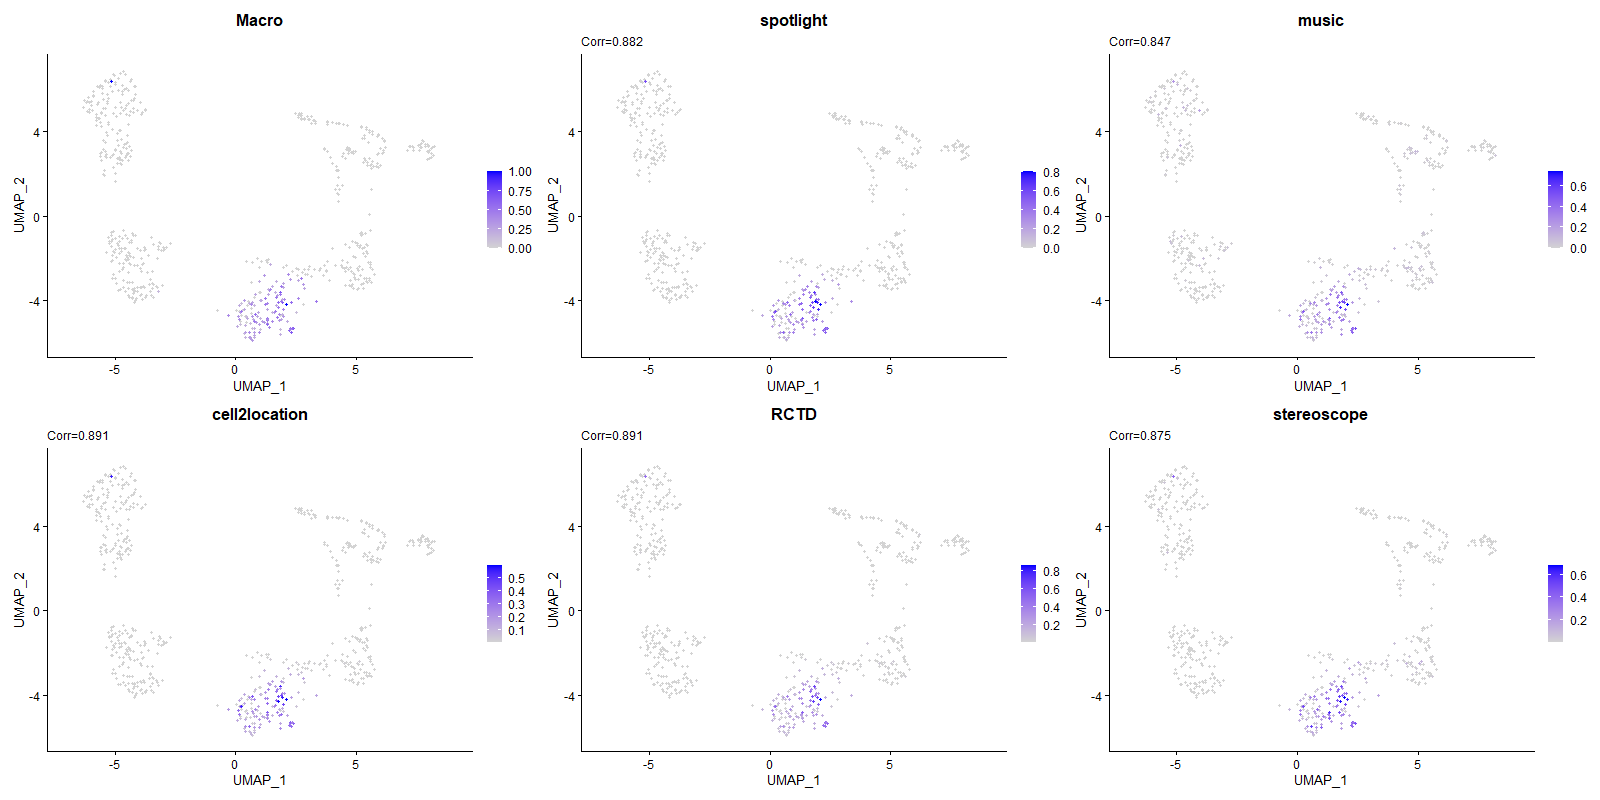 Macro
4
0
-4
-5
0
5
UMAP_1
UMAP_2
1.00
0.75
0.50
0.25
0.00
spotlight
Corr=0.882
4
0
-4
-5
0
5
UMAP_1
UMAP_2
0.8
0.6
0.4
0.2
0.0
music
Corr=0.847
4
0
-4
-5
0
5
UMAP_1
UMAP_2
0.6
0.4
0.2
0.0
cell2location
Corr=0.891
4
0
-4
-5
0
5
UMAP_1
UMAP_2
0.5
0.4
0.3
0.2
0.1
RCTD
Corr=0.891
4
0
-4
-5
0
5
UMAP_1
UMAP_2
0.8
0.6
0.4
0.2
stereoscope
Corr=0.875
4
0
-4
-5
0
5
UMAP_1
UMAP_2
0.6
0.4
0.2